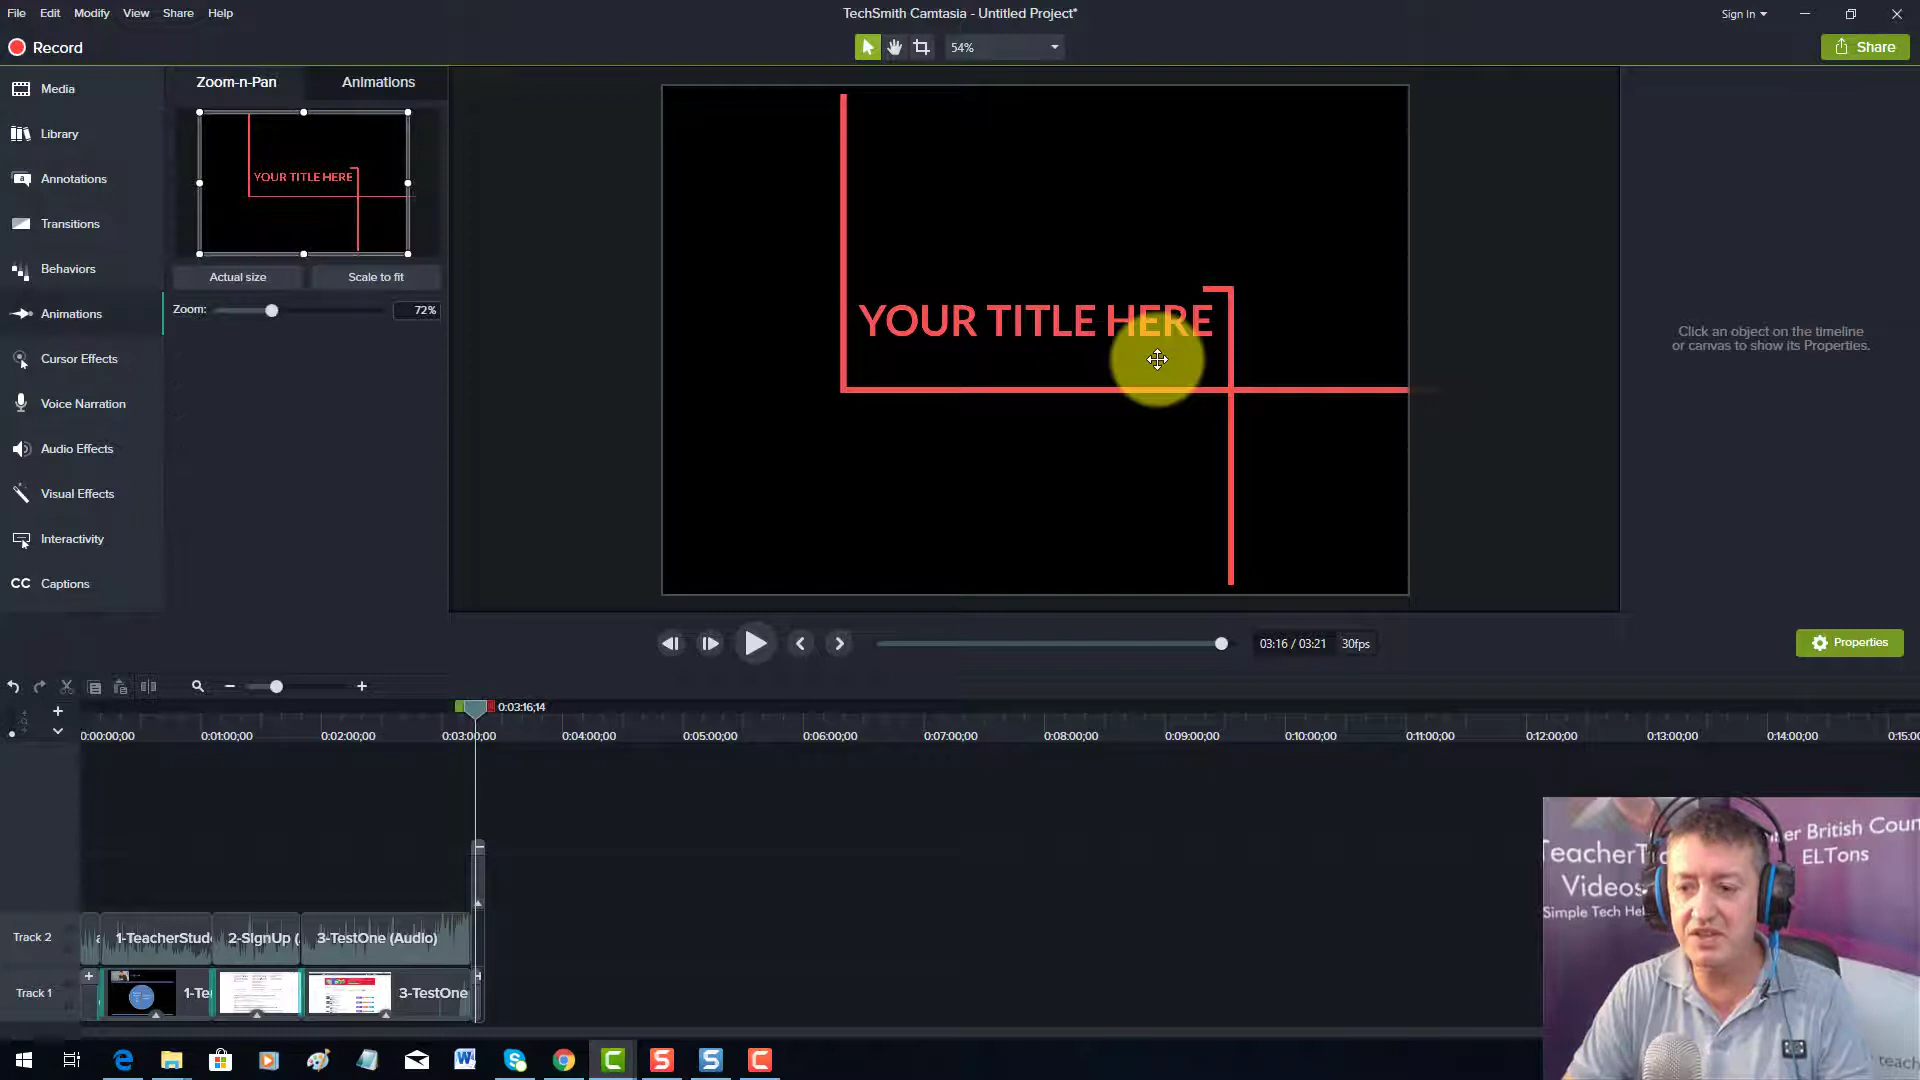 File Edit Modify View Share Help
TechSmith Camtasia - Untitled Project*
Sign In
Record
54%
Share
Media
Library
Annotations
Transitions
Behaviors
Animations
Cursor Effects
Voice Narration
Audio Effects
Visual Effects
Interactivity
CC Captions
Zoom-n-Pan Animations
YOUR TITLE HERE
Actual size Scale to fit
Zoom: 72%
YOUR TITLE HERE
Click an object on the timeline
or canvas to show its Properties.
03:16 / 03:21 30fps
Properties
0:03:16;14
0:00:00;00 0:01:00;00 0:02:00;00 0:03:00;00 0:04:00;00 0:05:00;00 0:06:00;00 0:07:00;00 0:08:00;00 0:09:00;00 0:10:00;00 0:11:00;00 0:12:00;00 0:13:00;00 0:14:00;00 0:15:00
Track 2
1-TeacherStud 2-SignUp (. 3-TestOne (Audio)
Track 1
1-Te 3-TestOne
TeacherT
Videos
Simple Tech Hel
er British Coun
ELTons
teach